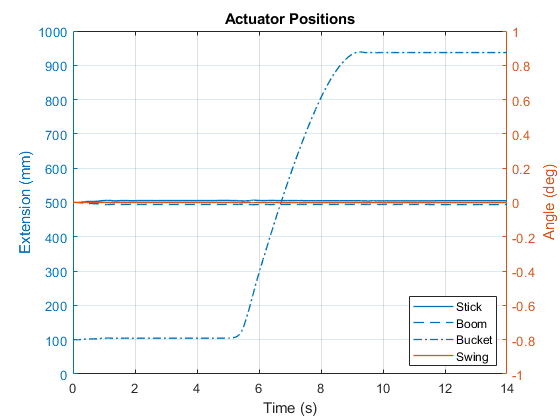 Actuator Positions
Extension (mm)
1000
900
800
700
600
500
400
300
200
100
0
1
0.8
0.6
0.4
0.2
0
-0.2
-0.4
-0.6
-0.8
-1
Angle (deg)
Stick
Boom
Bucket
Swing
0 2 4 6 8 10 12 14
Time (s)